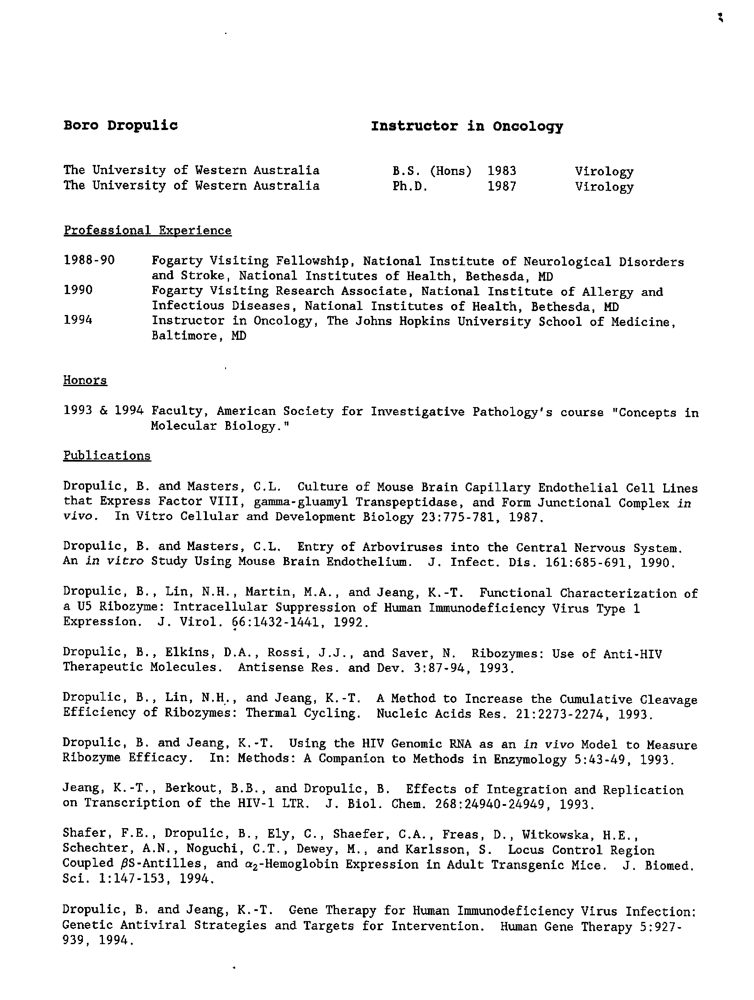 Boro Dropulic Instructor in Oncology
The University of Western Australia B.S. (Hons) 1983 Virology
The University of Western Australia Ph.D. 1987 Virology
Professional Experience
1988-90 Fogarty Visiting Fellowship, National Institute of Neurological Disorders
and Stroke, National Institutes of Health, Bethesda, MD
1990 Fogarty Visiting Research Associate, National Institute of Allergy and
Infectious Diseases, National Institutes of Health, Bethesda, MD
1994 Instructor in Oncology, The Johns Hopkins University School of Medicine,
Baltimore, MD
Honors
1993 & 1994 Faculty, American Society for Investigative Pathology's course "Concepts in
Molecular Biology."
Publications
Dropulic, B. and Masters, C.L. Culture of Mouse Brain Capillary Endothelial Cell Lines
that Express Factor VIII, gamma-gluamyl Transpeptidase, and Form Junctional Complex in
vivo. In Vitro Cellular and Development Biology 23:775-781, 1987.
Dropulic, B. and Masters, C.L. Entry of Arboviruses into the Central Nervous System.
An in vitro Study Using Mouse Brain Endothelium. J. Infect. Dis. 161:685-691, 1990.
Dropulic, B., Lin, N.H., Martin, M.A., and Jeang, K.-T. Functional Characterization of
a U5 Ribozyme: Intracellular Suppression of Human Immunodeficiency Virus Type 1
Expression. J. Virol. 66:1432-1441, 1992.
Dropulic, B., Elkins, D.A., Rossi, J.J., and Saver, N. Ribozymes: Use of Anti-HIV
Therapeutic Molecules. Antisense Res. and Dev. 3:87-94, 1993.
Dropulic, B., Lin, N.H., and Jeang, K.-T. A Method to Increase the Cumulative Cleavage
Efficiency of Ribozymes: Thermal Cycling. Nucleic Acids Res. 21:2273-2274, 1993.
Dropulic, B. and Jeang, K.-T. Using the HIV Genomic RNA as an in vivo Model to Measure
Ribozyme Efficacy. In: Methods: A Companion to Methods in Enzymology 5:43-49, 1993.
Jeang, K.-T., Berkout, B.B., and Dropulic, B. Effects of Integration and Replication
on Transcription of the HIV-1 LTR. J. Biol. Chem. 268:24940-24949, 1993.
Shafer, F.E., Dropulic, B., Ely, C., Shaefer, C.A., Freas, D., Witkowska, H.E.,
Schechter, A.N., Noguchi, C.T., Dewey, M., and Karlsson, S. Locus Control Region
Coupled βS-Antilles, and α₂-Hemoglobin Expression in Adult Transgenic Mice. J. Biomed.
Sci. 1:147-153, 1994.
Dropulic, B. and Jeang, K.-T. Gene Therapy for Human Immunodeficiency Virus Infection:
Genetic Antiviral Strategies and Targets for Intervention. Human Gene Therapy 5:927-
939, 1994.